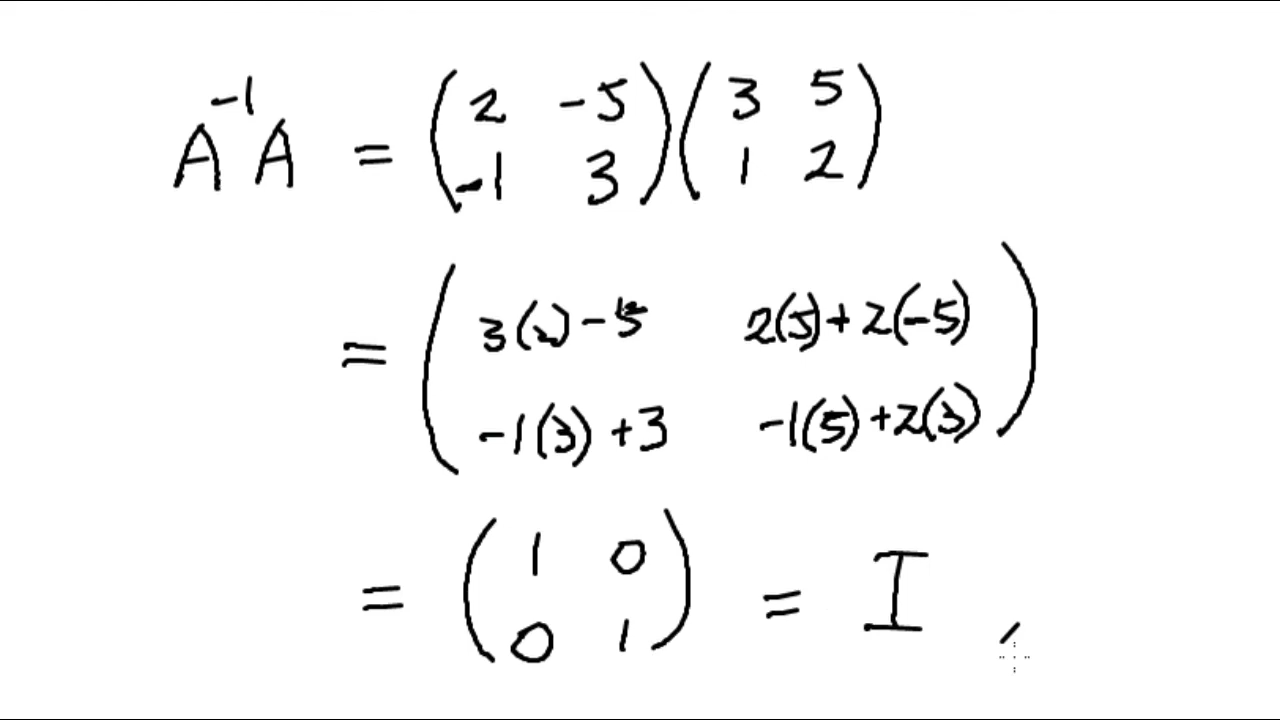 A⁻¹A = (2 -5 -1 3)(3 5 1 2)
= (3(2)-5 2(5)+2(-5)
-1(3)+3 -1(5)+2(3))
= (1 0 0 1) = I